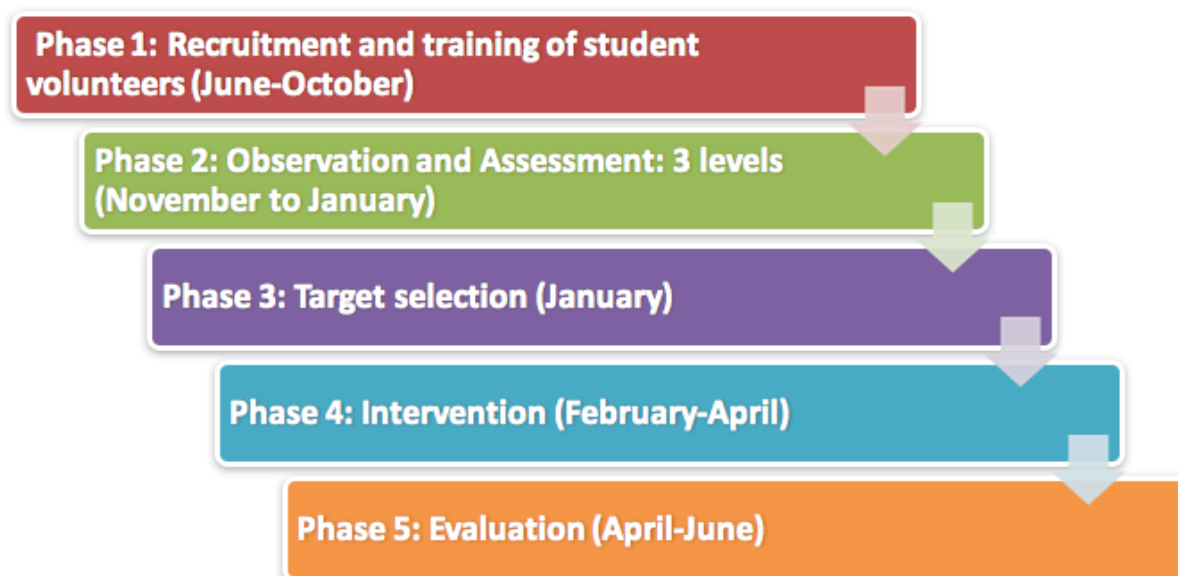 Phase 1: Recruitment and training of student
volunteers (June-October)
Phase 2: Observation and Assessment: 3 levels
(November to January)
Phase 3: Target selection (January)
Phase 4: Intervention (February-April)
Phase 5: Evaluation (April-June)